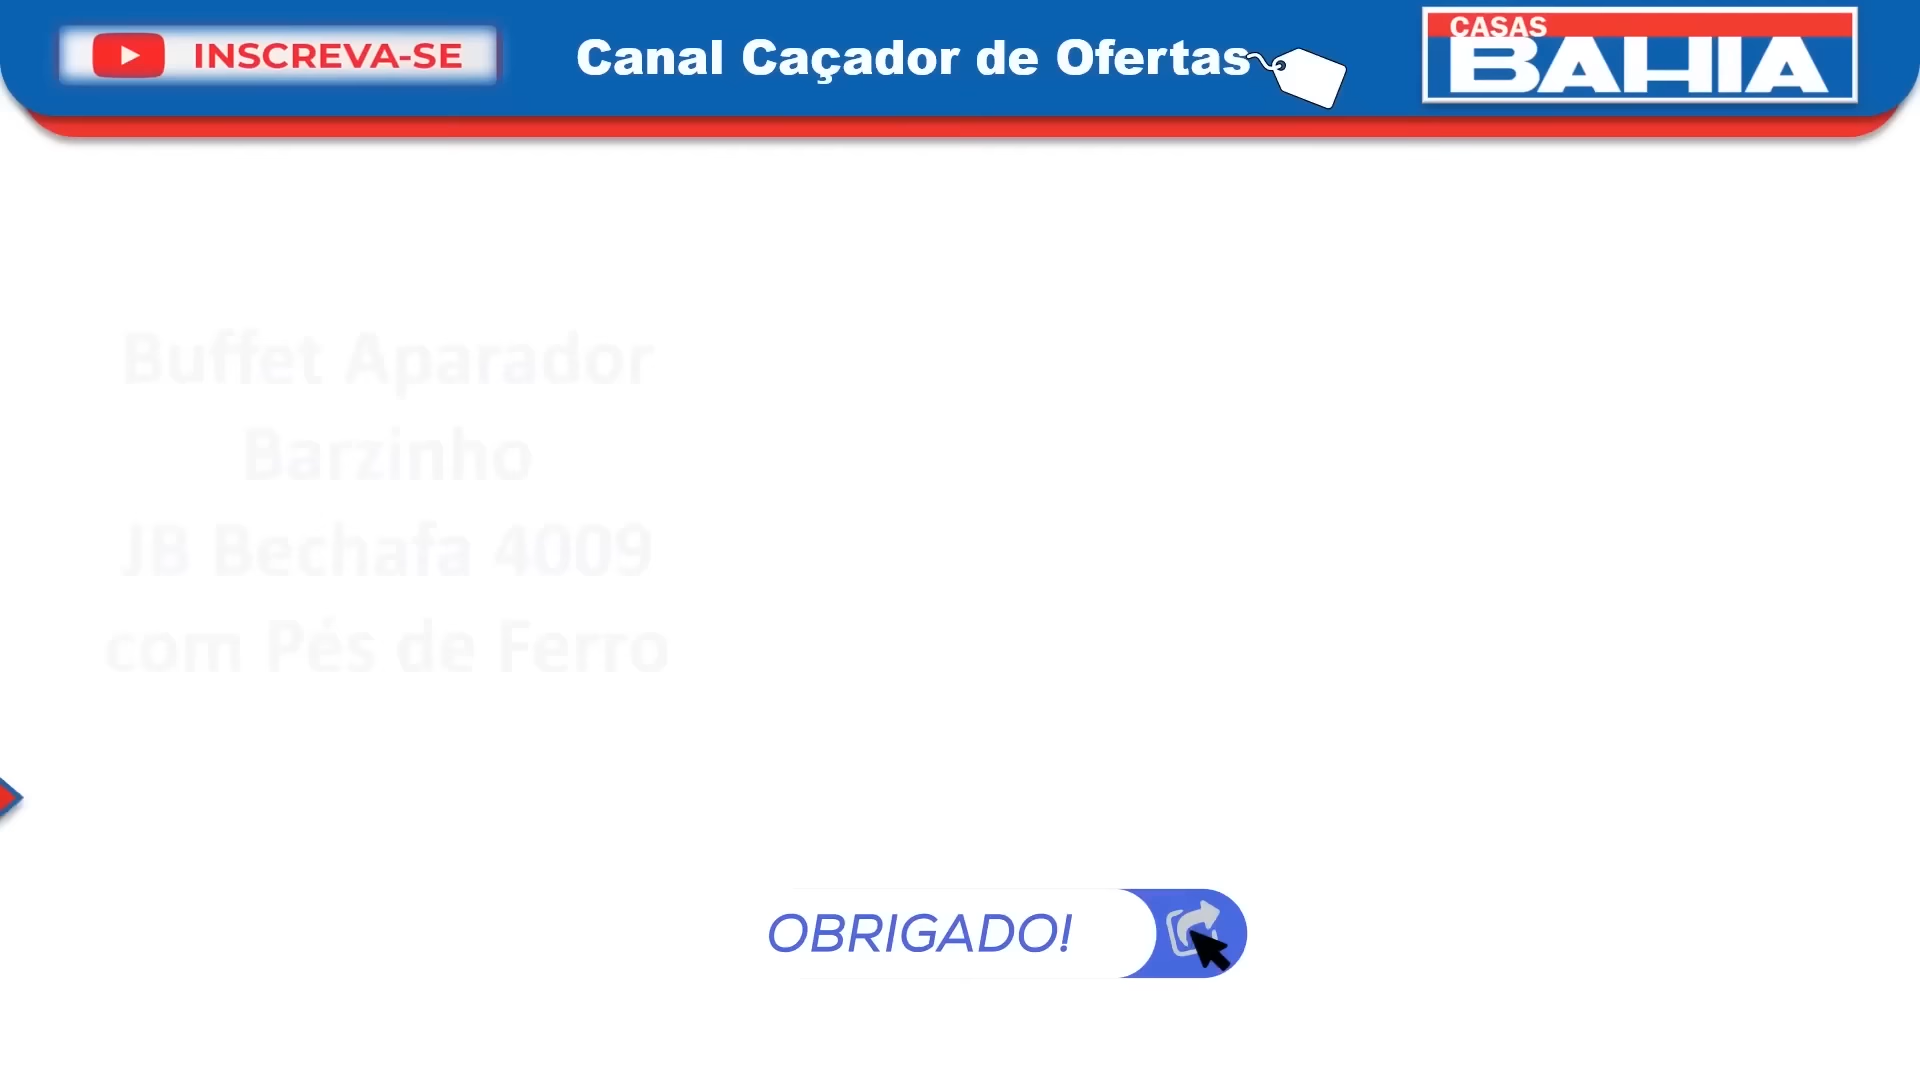 INSCREVA-SE
Canal Caçador de Ofertas
CASAS
BAHIA
Buffet Aparador
Barzinho
JB Bechafa 4009
com Pés de Ferro
OBRIGADO!